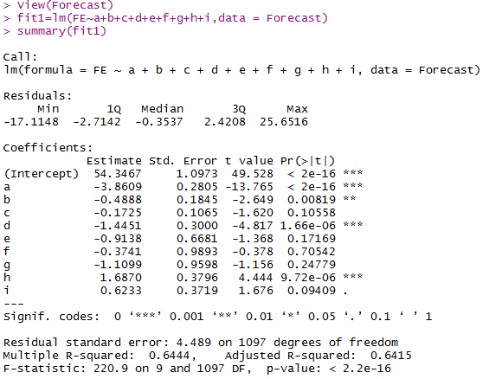 > View(Forecast)
> fit1=lm(FE~a+b+c+d+e+f+g+h+i,data = Forecast)
> summary(fit1)
Call:
lm(formula = FE ~ a + b + c + d + e + f + g + h + i, data = Forecast)
Residuals:
Min 1Q Median 3Q Max
-17.1148 -2.7142 -0.3537 2.4208 25.6516
Coefficients:
Estimate Std. Error t value Pr(>|t|)
(Intercept) 54.3467 1.0973 49.528 < 2e-16 ***
a -3.8609 0.2805 -13.765 < 2e-16 ***
b -0.4888 0.1845 -2.649 0.00819 **
c -0.1725 0.1065 -1.620 0.10558
d -1.4451 0.3000 -4.817 1.66e-06 ***
e -0.9138 0.6681 -1.368 0.17169
f -0.3741 0.9893 -0.378 0.70542
g -1.1099 0.9598 -1.156 0.24779
h 1.6870 0.3796 4.444 9.72e-06 ***
i 0.6233 0.3719 1.676 0.09409 .
---
Signif. codes: 0 ‘***’ 0.001 ‘**’ 0.01 ‘*’ 0.05 ‘.’ 0.1 ‘ ’ 1
Residual standard error: 4.489 on 1097 degrees of freedom
Multiple R-squared: 0.6444, Adjusted R-squared: 0.6415
F-statistic: 220.9 on 9 and 1097 DF, p-value: < 2.2e-16